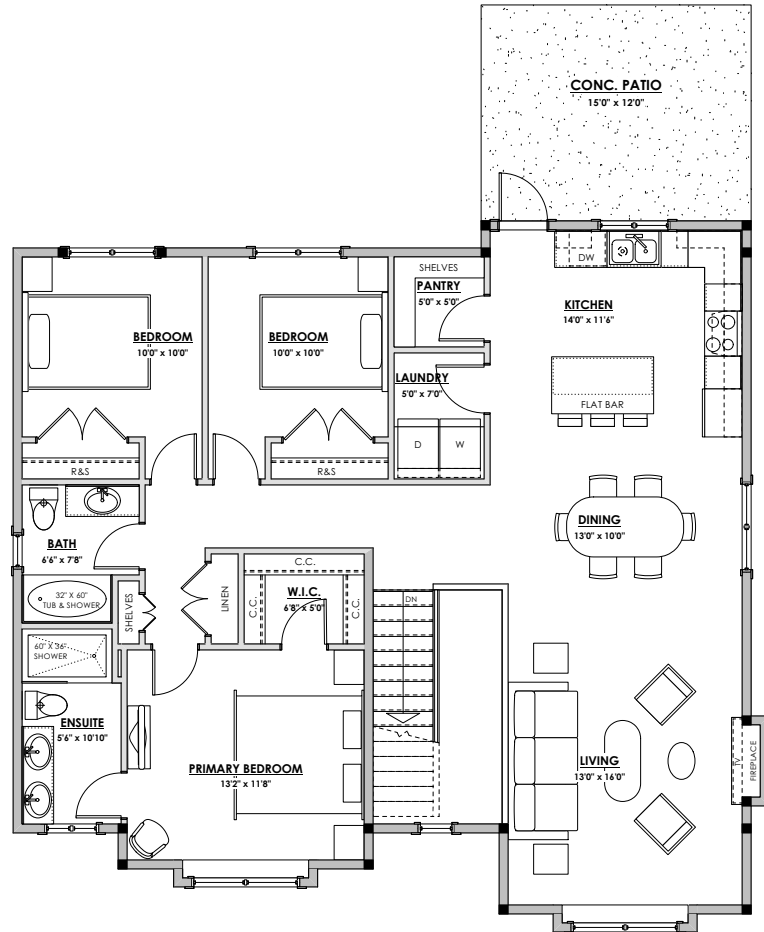 CONC. PATIO
15'0" x 12'0"
DW
SHELVES
PANTRY
5'0" x 5'0"
KITCHEN
14'0" x 11'6"
BEDROOM
10'0" x 10'0"
BEDROOM
10'0" x 10'0"
LAUNDRY
5'0" x 7'0"
FLAT BAR
D
W
R&S
R&S
BATH
6'6" x 7'8"
DINING
13'0" x 10'0"
32" X 60"
TUB & SHOWER
SHELVES
LINEN
C.C.
W.I.C.
6'8" x 5'0"
C.C.
C.C.
DN
60" X 36"
SHOWER
ENSUITE
5'6" x 10'10"
PRIMARY BEDROOM
13'2" x 11'8"
LIVING
13'0" x 16'0"
TV
FIREPLACE